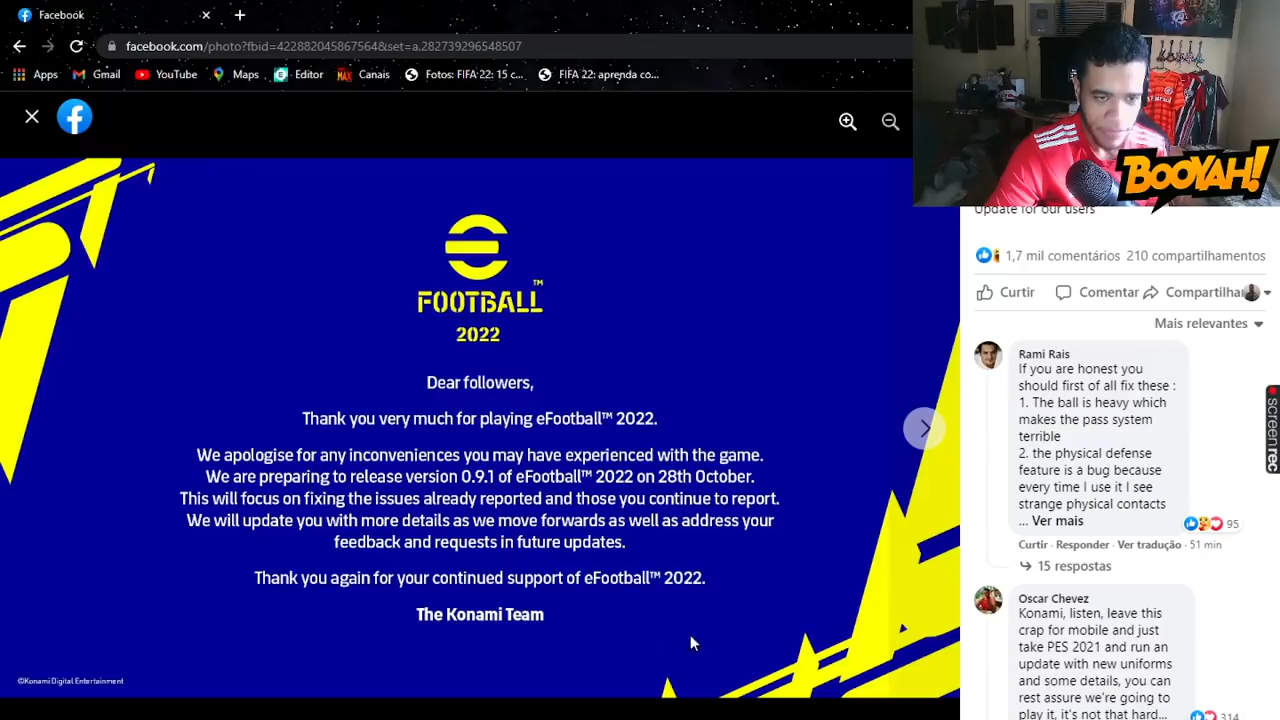 Facebook
facebook.com/photo?fbid=4228820458675648&set=a.282739296548507
Apps
Gmail
YouTube
Maps
Editor
MAX
Canais
Fotos: FIFA 22: 15 c...
FIFA 22: aprenda co...
BOOYAH!
FOOTBALL™
2022
Dear followers,
Thank you very much for playing eFootball™ 2022.
We apologise for any inconveniences you may have experienced with the game.
We are preparing to release version 0.9.1 of eFootball™ 2022 on 28th October.
This will focus on fixing the issues already reported and those you continue to report.
We will update you with more details as we move forwards as well as address your
feedback and requests in future updates.
Thank you again for your continued support of eFootball™ 2022.
The Konami Team
©Konami Digital Entertainment
Update for our users
1,7 mil comentários 210 compartilhamentos
Curtir
Comentar
Compartilhar
Mais relevantes
Rami Rais
If you are honest you
should first of all fix these :
1. The ball is heavy which
makes the pass system
terrible
2. the physical defense
feature is a bug because
every time I use it I see
strange physical contacts
... Ver mais
95
Curtir · Responder · Ver tradução · 51 min
15 respostas
Oscar Chevez
Konami, listen, leave this
crap for mobile and just
take PES 2021 and run an
update with new uniforms
and some details, you can
rest assure we're going to
play it, it's not that hard...
314
screenrec